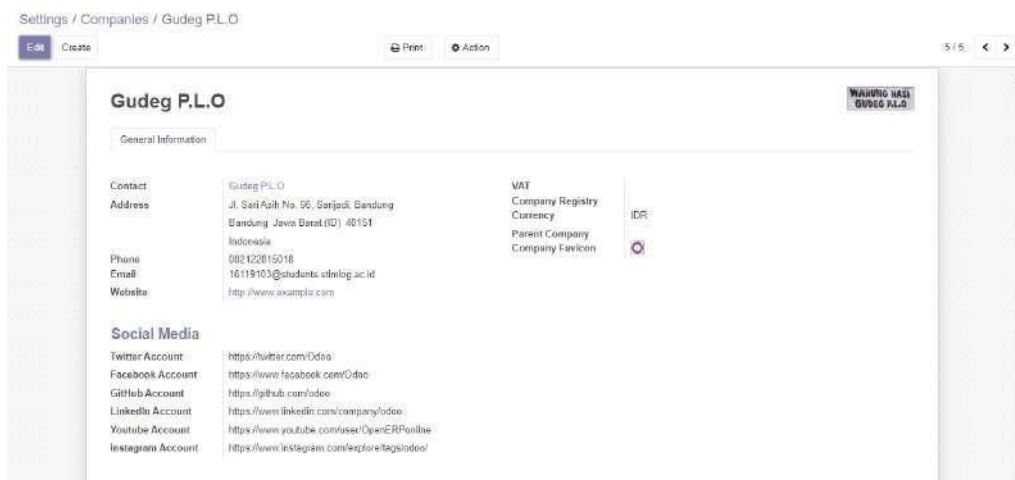 Settings / Companies / Gudeg P.L.O
Edit Create Print Action 5 / 5
Gudeg P.L.O
WARUNG NASI
GUDEG P.L.O
General Information
Contact Gudeg P.L.O
Address Jl. Sari Asih No. 96, Sarijadi, Bandung
Bandung Jawa Barat (ID) 40151
Indonesia
Phone 082122815018
Email 16119103@students.stimlog.ac.id
Website http://www.example.com
VAT
Company Registry
Currency IDR
Parent Company
Company Favicon
Social Media
Twitter Account https://twitter.com/Odoo
Facebook Account https://www.facebook.com/Odoo
GitHub Account https://github.com/odoo
LinkedIn Account https://www.linkedin.com/company/odoo
Youtube Account https://www.youtube.com/user/OpenERPonline
Instagram Account https://www.instagram.com/explore/tags/odoo/